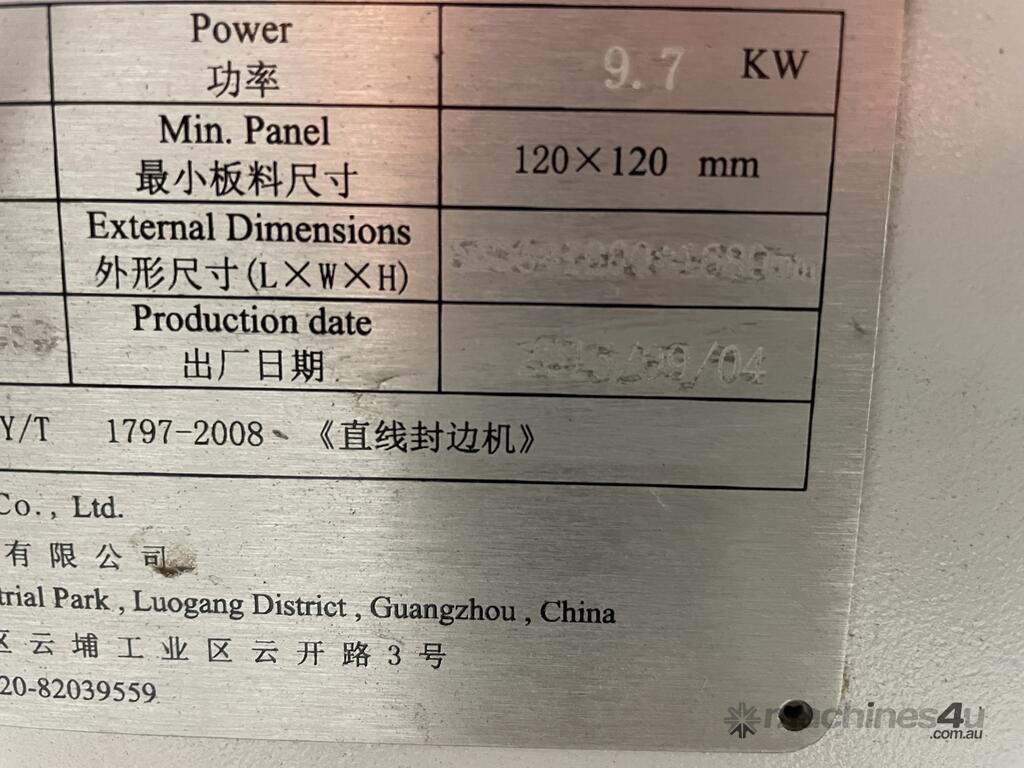 Power
功率
9.7 KW
Min. Panel
最小板料尺寸
120×120 mm
External Dimensions
外形尺寸(L×W×H)
Production date
出厂日期
/09/04
Y/T 1797-2008 《直线封边机》
Co., Ltd.
有限公司
trial Park , Luogang District , Guangzhou , China
区云埔工业区云开路3号
20-82039559
machines4u
.com.au